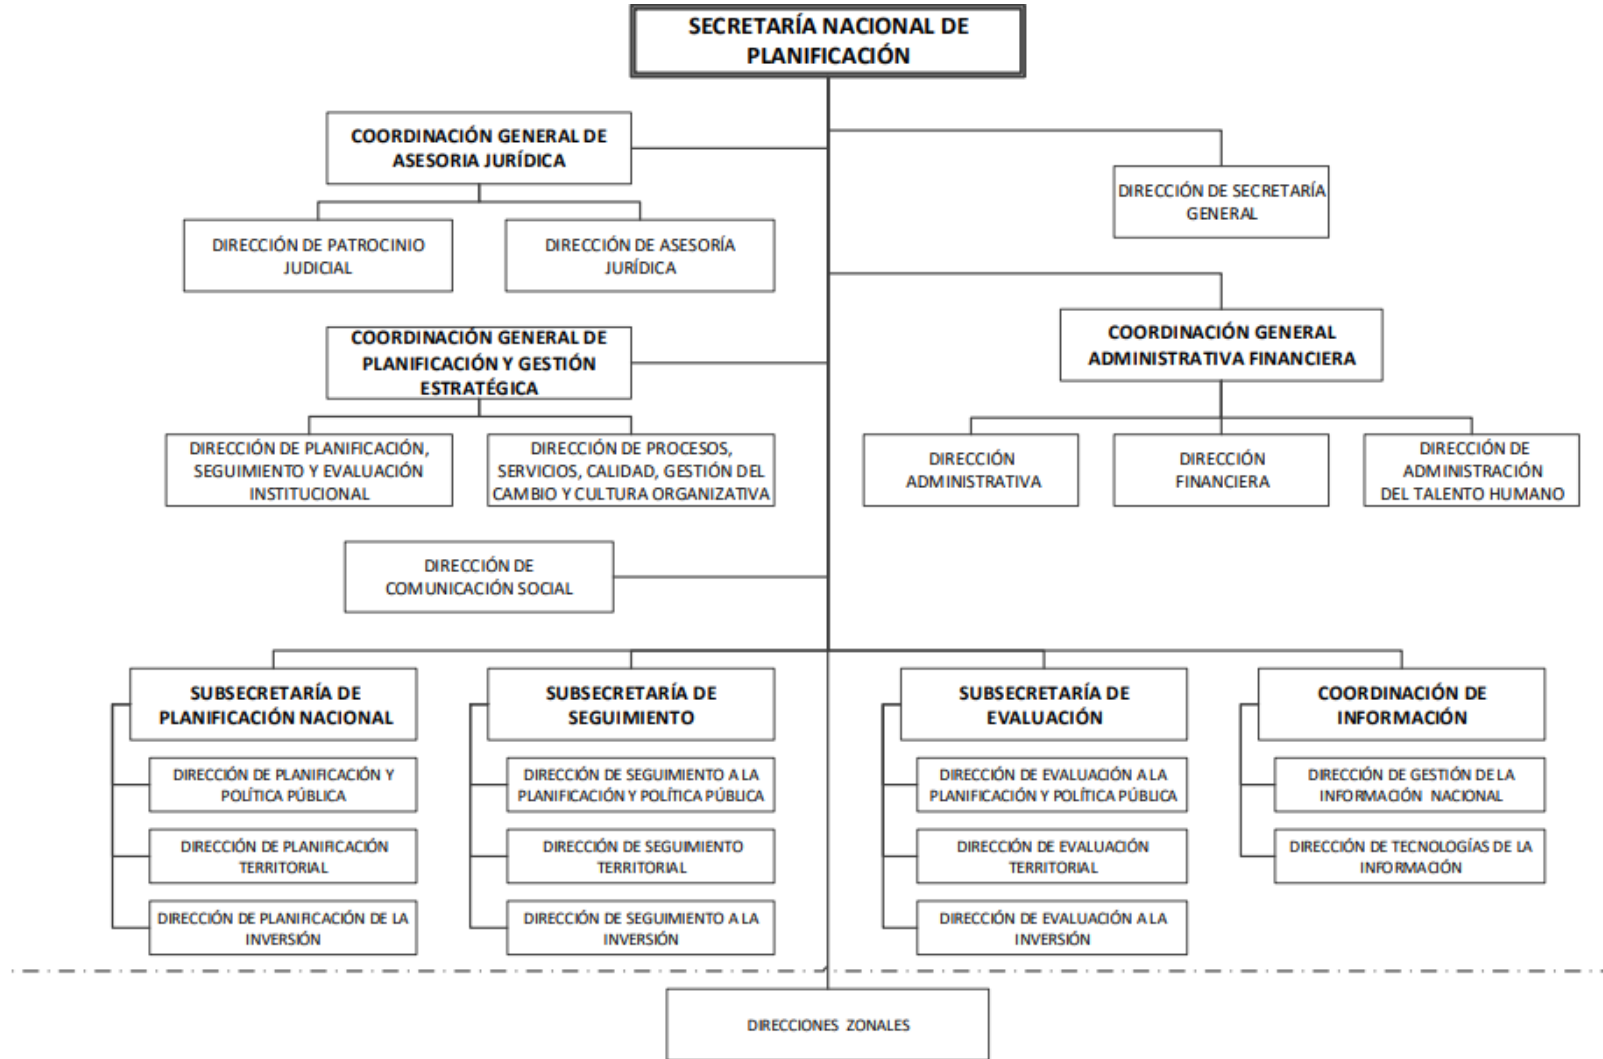 SECRETARÍA NACIONAL DE
PLANIFICACIÓN
COORDINACIÓN GENERAL DE
ASESORIA JURÍDICA
DIRECCIÓN DE SECRETARÍA
GENERAL
DIRECCIÓN DE PATROCINIO
JUDICIAL
DIRECCIÓN DE ASESORÍA
JURÍDICA
COORDINACIÓN GENERAL DE
PLANIFICACIÓN Y GESTIÓN
ESTRATÉGICA
COORDINACIÓN GENERAL
ADMINISTRATIVA FINANCIERA
DIRECCIÓN DE PLANIFICACIÓN,
SEGUIMIENTO Y EVALUACIÓN
INSTITUCIONAL
DIRECCIÓN DE PROCESOS,
SERVICIOS, CALIDAD, GESTIÓN DEL
CAMBIO Y CULTURA ORGANIZATIVA
DIRECCIÓN
ADMINISTRATIVA
DIRECCIÓN
FINANCIERA
DIRECCIÓN DE
ADMINISTRACIÓN
DEL TALENTO HUMANO
DIRECCIÓN DE
COMUNICACIÓN SOCIAL
SUBSECRETARÍA DE
PLANIFICACIÓN NACIONAL
DIRECCIÓN DE PLANIFICACIÓN Y
POLÍTICA PÚBLICA
DIRECCIÓN DE PLANIFICACIÓN
TERRITORIAL
DIRECCIÓN DE PLANIFICACIÓN DE LA
INVERSIÓN
SUBSECRETARÍA DE
SEGUIMIENTO
DIRECCIÓN DE SEGUIMIENTO A LA
PLANIFICACIÓN Y POLÍTICA PÚBLICA
DIRECCIÓN DE SEGUIMIENTO
TERRITORIAL
DIRECCIÓN DE SEGUIMIENTO A LA
INVERSIÓN
SUBSECRETARÍA DE
EVALUACIÓN
DIRECCIÓN DE EVALUACIÓN A LA
PLANIFICACIÓN Y POLÍTICA PÚBLICA
DIRECCIÓN DE EVALUACIÓN
TERRITORIAL
DIRECCIÓN DE EVALUACIÓN A LA
INVERSIÓN
COORDINACIÓN DE
INFORMACIÓN
DIRECCIÓN DE GESTIÓN DE LA
INFORMACIÓN NACIONAL
DIRECCIÓN DE TECNOLOGÍAS DE LA
INFORMACIÓN
DIRECCIONES ZONALES